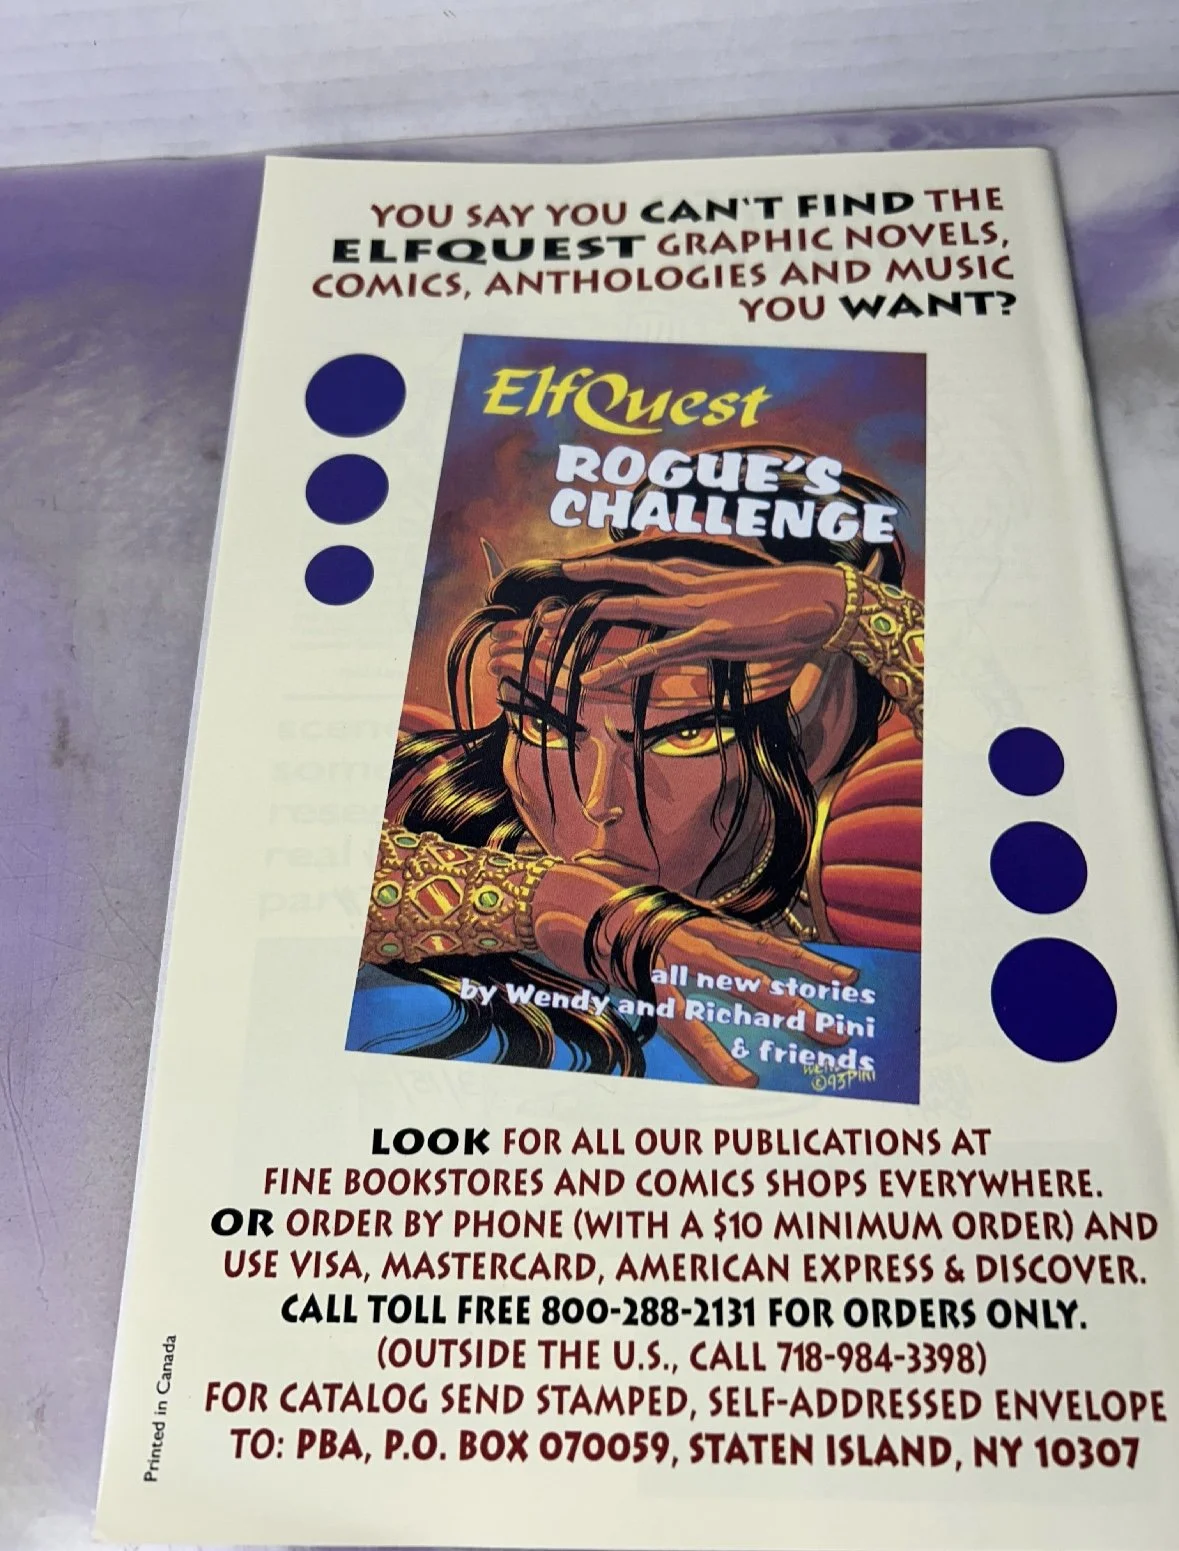 YOU SAY YOU CAN'T FIND THE
ELFQUEST GRAPHIC NOVELS,
COMICS, ANTHOLOGIES AND MUSIC
YOU WANT?
ElfQuest
ROGUE'S
CHALLENGE
all new stories
by Wendy and Richard Pini
& friends
©93 PINI
LOOK FOR ALL OUR PUBLICATIONS AT
FINE BOOKSTORES AND COMICS SHOPS EVERYWHERE.
OR ORDER BY PHONE (WITH A $10 MINIMUM ORDER) AND
USE VISA, MASTERCARD, AMERICAN EXPRESS & DISCOVER.
CALL TOLL FREE 800-288-2131 FOR ORDERS ONLY.
(OUTSIDE THE U.S., CALL 718-984-3398)
FOR CATALOG SEND STAMPED, SELF-ADDRESSED ENVELOPE
TO: PBA, P.O. BOX 070059, STATEN ISLAND, NY 10307
Printed in Canada